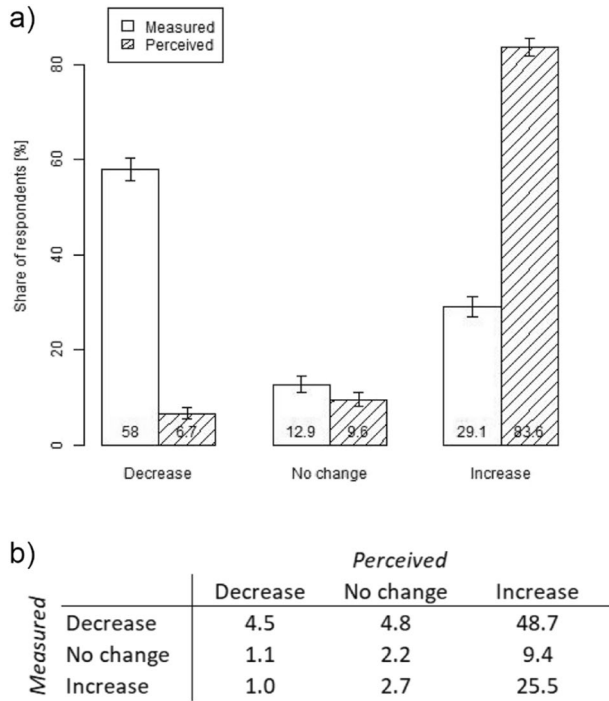 a)
Measured
Perceived
Share of respondents [%]
80
60
40
20
0
58 6.7 12.9 9.6 29.1 83.6
Decrease No change Increase
b)
Perceived
Decrease No change Increase
Measured
Decrease 4.5 4.8 48.7
No change 1.1 2.2 9.4
Increase 1.0 2.7 25.5